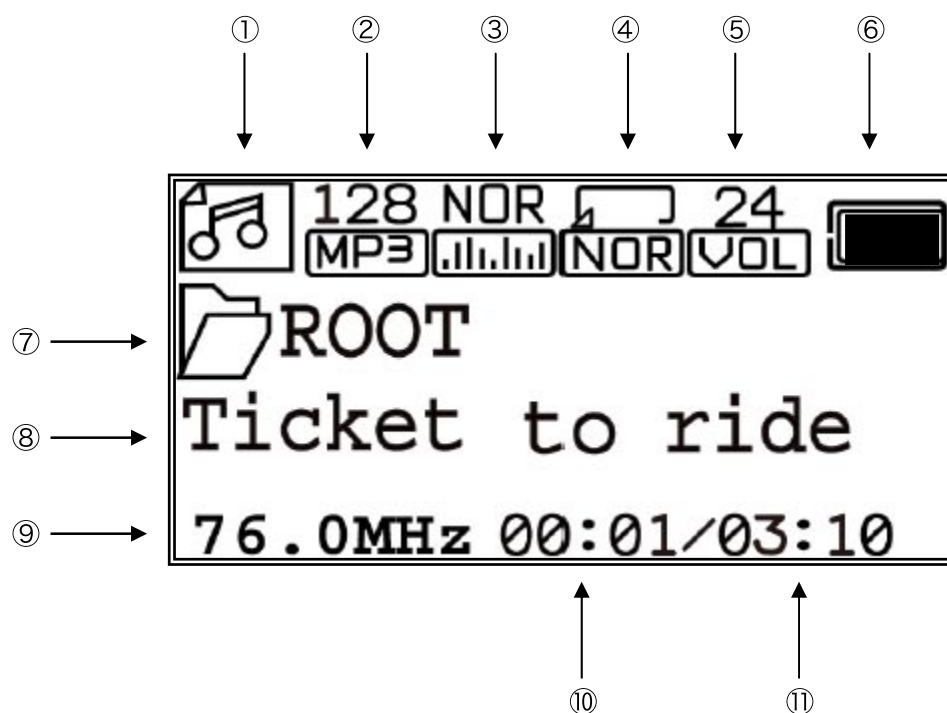 ① ② ③ ④ ⑤ ⑥
128 NOR 24
MP3 NOR VOL
⑦ ROOT
⑧ Ticket to ride
⑨ 76.0MHz 00:01/03:10
⑩ ⑪